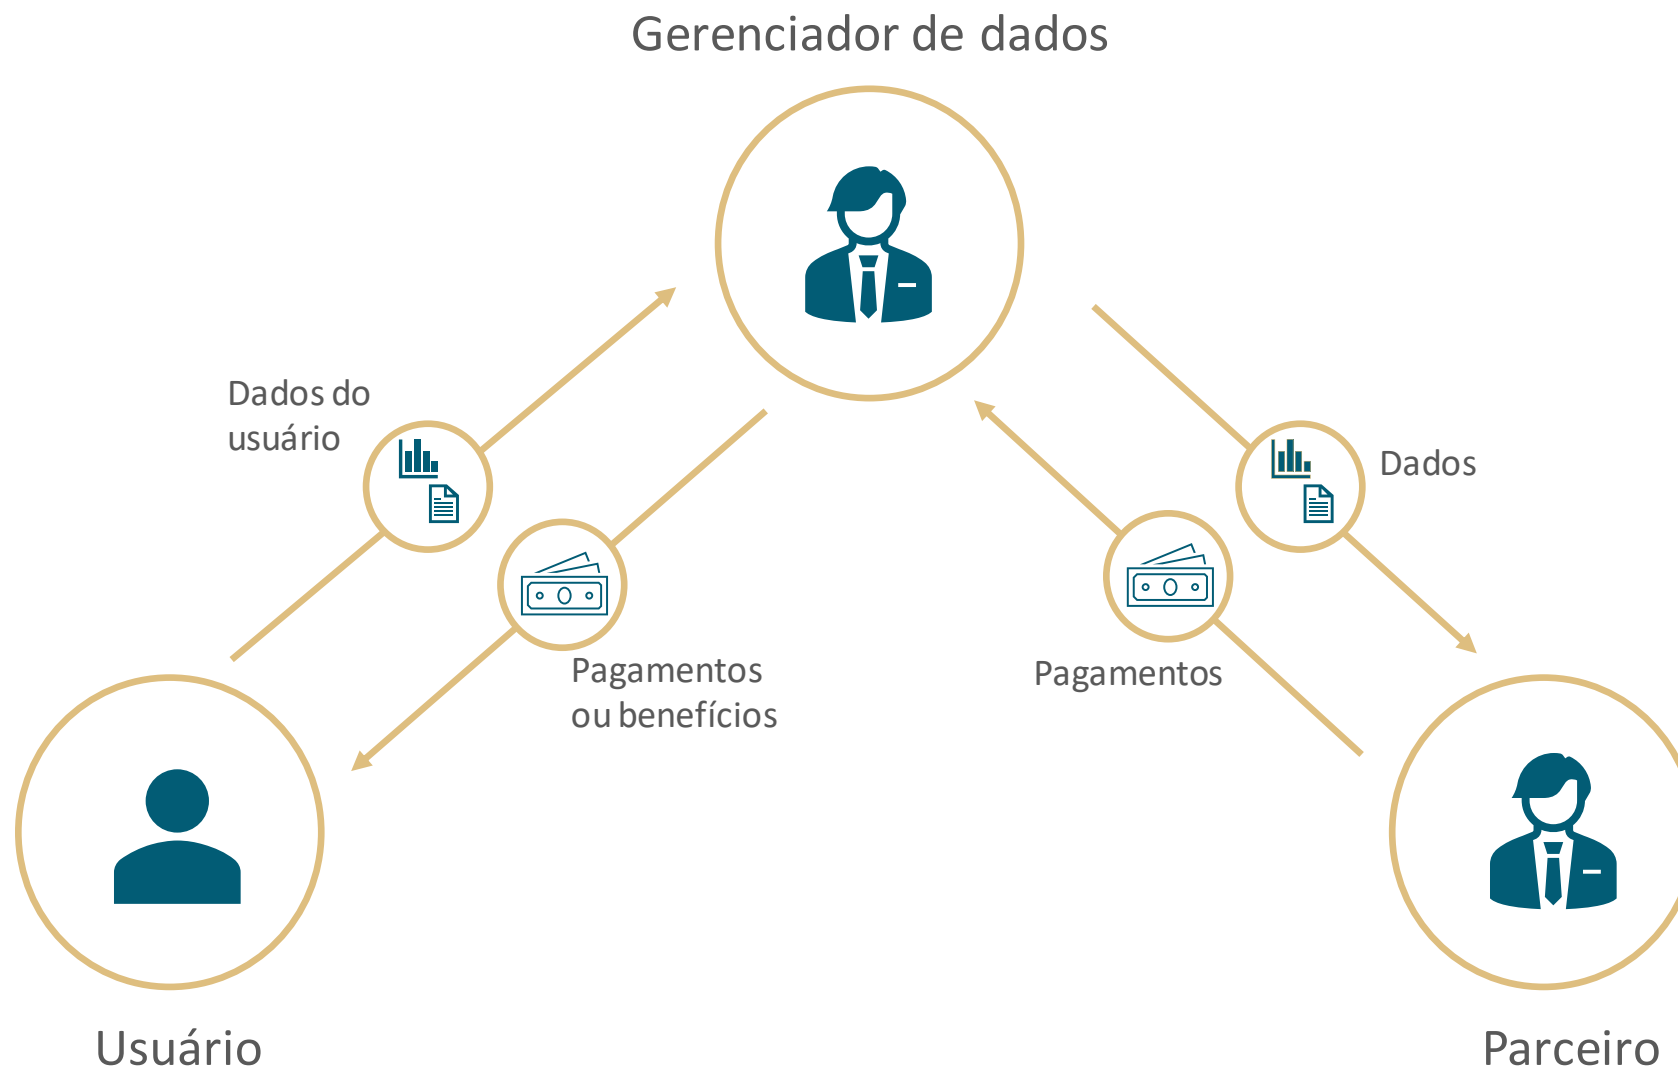 Gerenciador de dados
Dados do
usuário
Dados
Pagamentos
ou benefícios
Pagamentos
Usuário
Parceiro